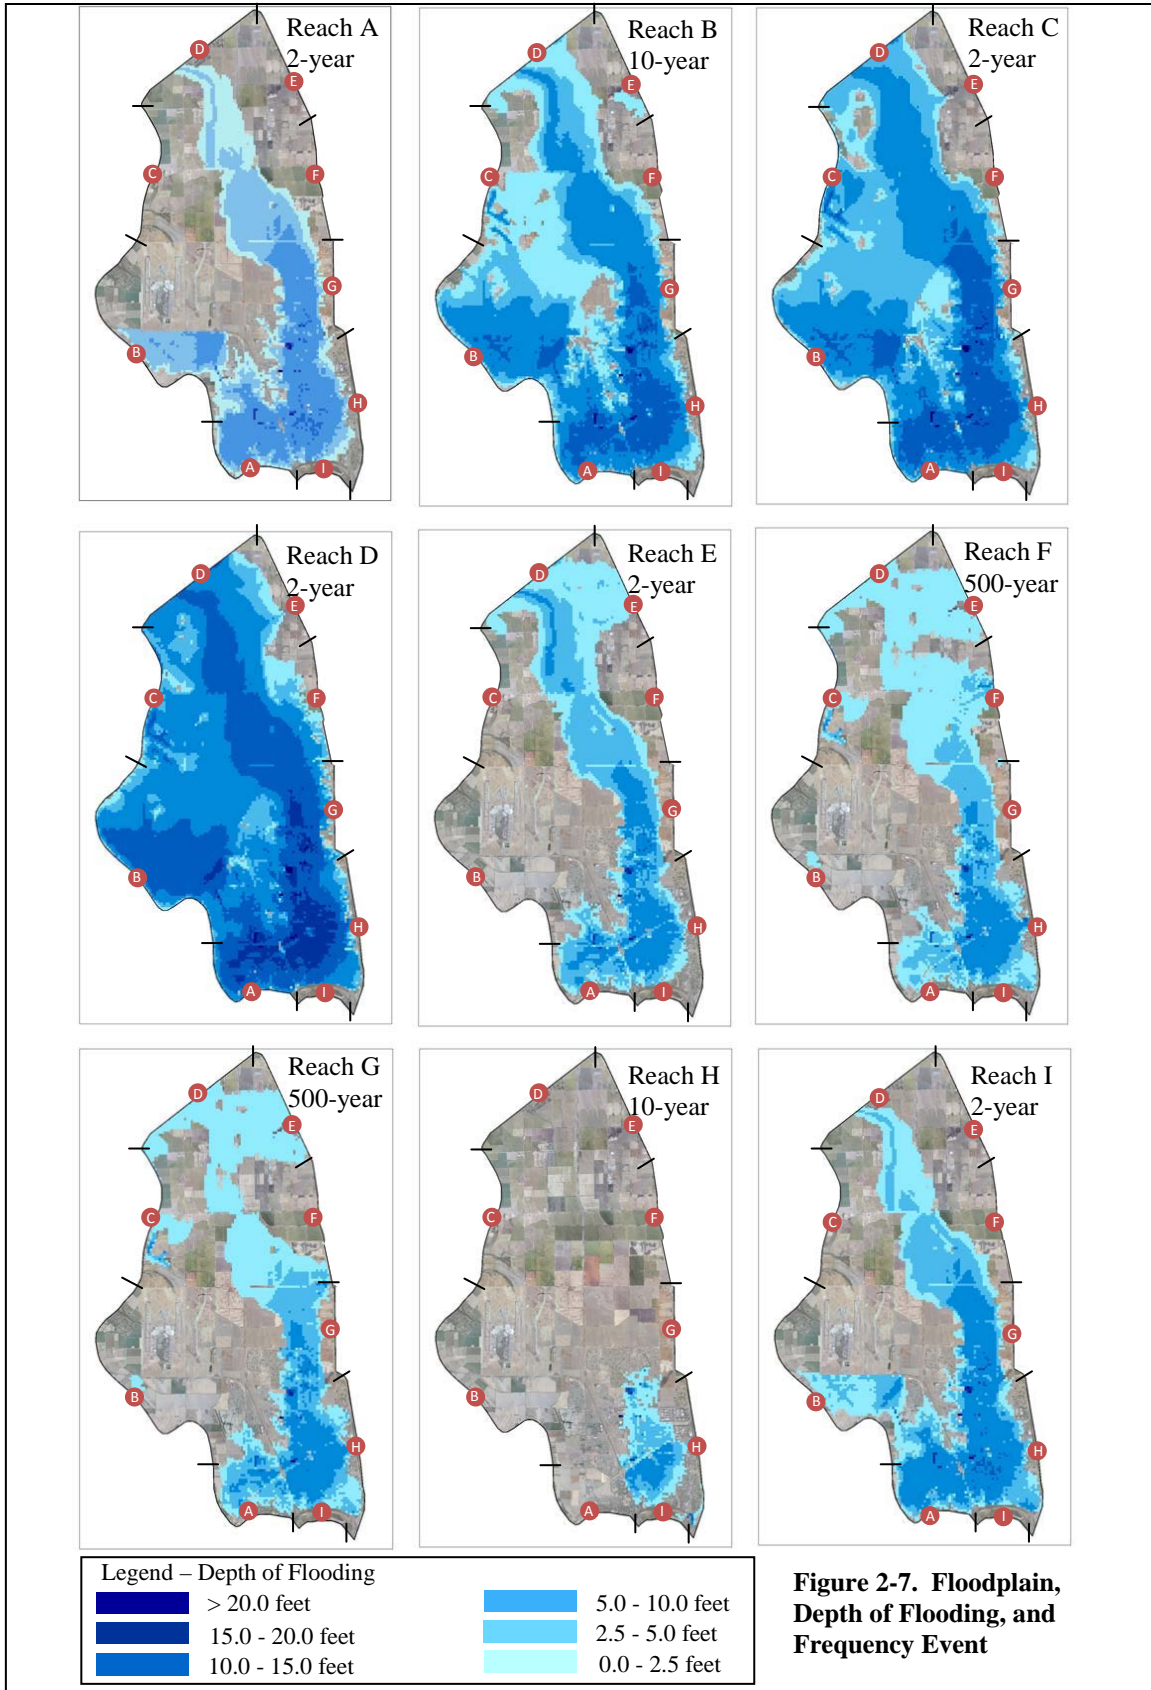 Reach A
2-year
D
E
C
F
G
B
H
A
I
Reach B
10-year
D
E
C
F
G
B
H
A
I
Reach C
2-year
D
E
C
F
G
B
H
A
I
Reach D
2-year
D
E
C
F
G
B
H
A
I
Reach E
2-year
D
E
C
F
G
B
H
A
I
Reach F
500-year
D
E
C
F
G
B
H
A
I
Reach G
500-year
D
E
C
F
G
B
H
A
I
Reach H
10-year
D
E
C
F
G
B
H
A
I
Reach I
2-year
D
E
C
F
G
B
H
A
I
Legend – Depth of Flooding
> 20.0 feet
15.0 - 20.0 feet
10.0 - 15.0 feet
5.0 - 10.0 feet
2.5 - 5.0 feet
0.0 - 2.5 feet
Figure 2-7. Floodplain,
Depth of Flooding, and
Frequency Event